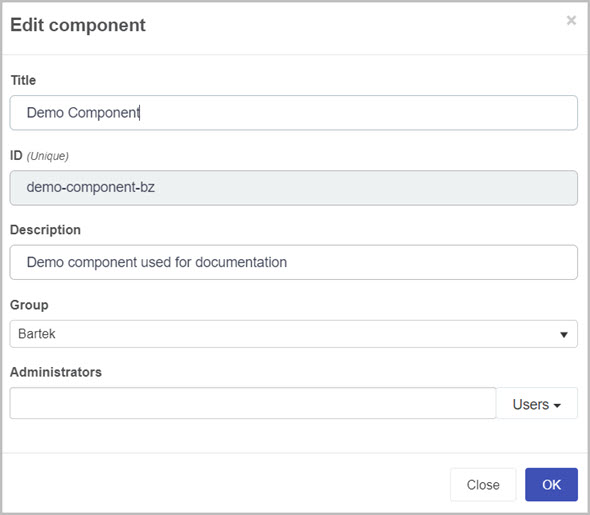 Edit component
×
Title
Demo Component
ID (Unique)
demo-component-bz
Description
Demo component used for documentation
Group
Bartek
Administrators
Users
Close OK